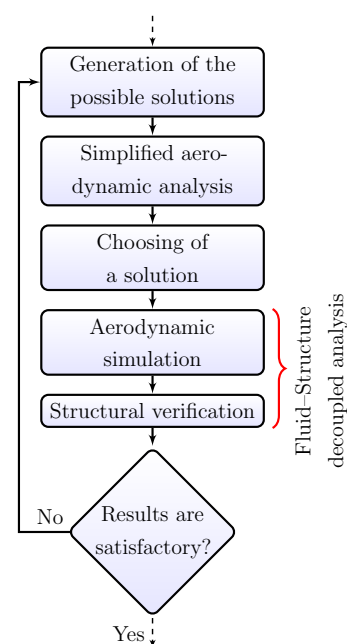 Generation of the
possible solutions
Simplified aero-
dynamic analysis
Choosing of
a solution
Aerodynamic
simulation
Structural verification
Fluid–Structure
decoupled analysis
Results are
satisfactory?
No
Yes